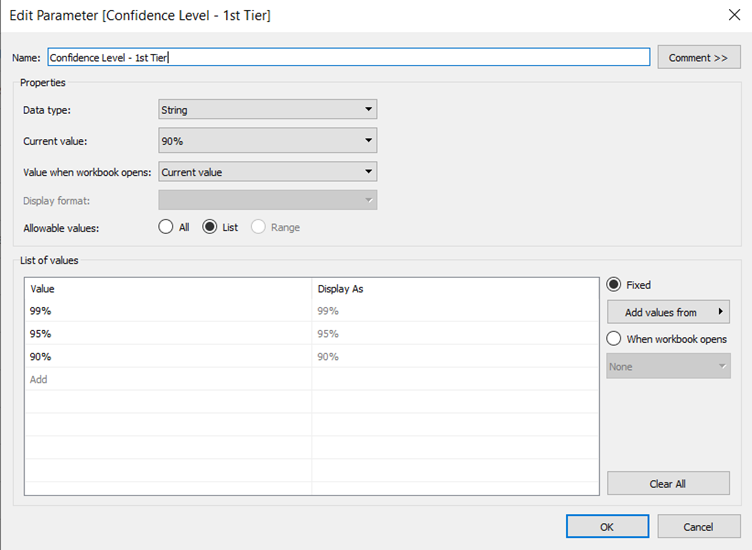 Edit Parameter [Confidence Level - 1st Tier]
Name: Confidence Level - 1st Tier Comment >>
Properties
Data type: String
Current value: 90%
Value when workbook opens: Current value
Display format:
Allowable values: All List Range
List of values
Value Display As Fixed
99% 99%
Add values from
95% 95%
When workbook opens
90% 90%
None
Add
Clear All
OK Cancel